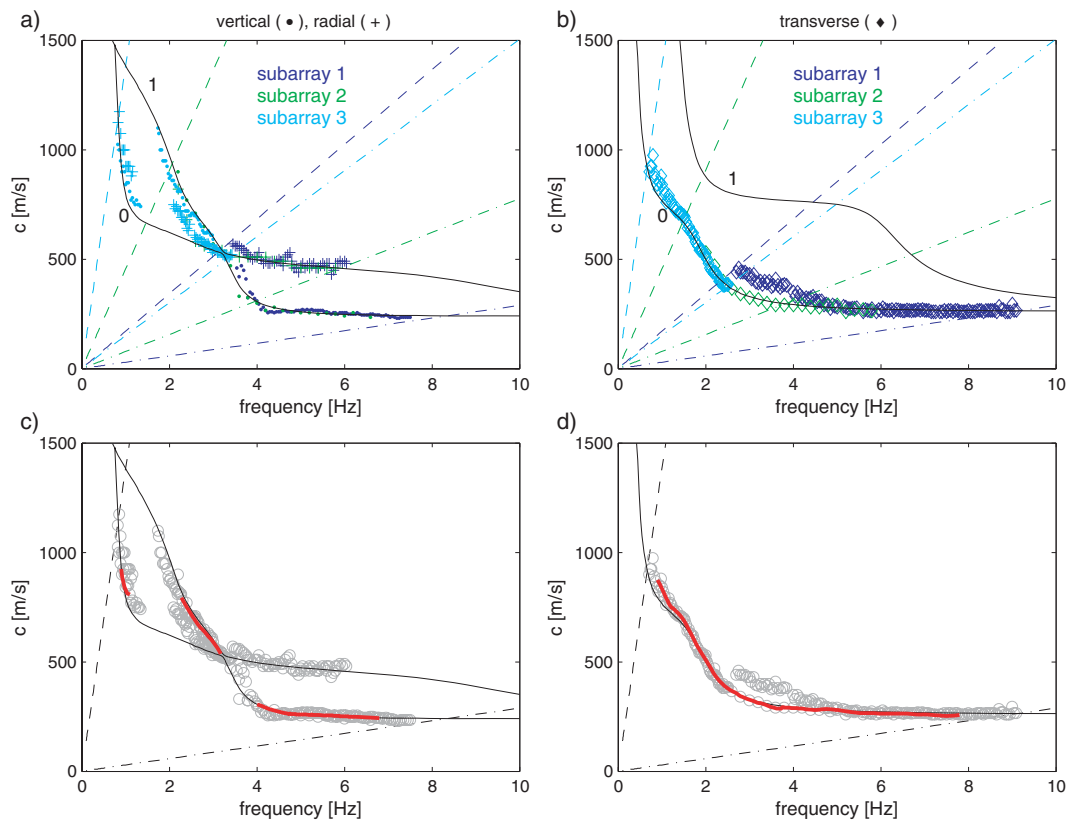 a)
vertical ( • ), radial ( + )
1500
1000
500
0
c [m/s]
0
2
4
6
8
10
frequency [Hz]
1
0
subarray 1
subarray 2
subarray 3
b)
transverse ( ♦ )
1500
1000
500
0
c [m/s]
0
2
4
6
8
10
frequency [Hz]
0
1
subarray 1
subarray 2
subarray 3
c)
1500
1000
500
0
c [m/s]
0
2
4
6
8
10
frequency [Hz]
d)
1500
1000
500
0
c [m/s]
0
2
4
6
8
10
frequency [Hz]